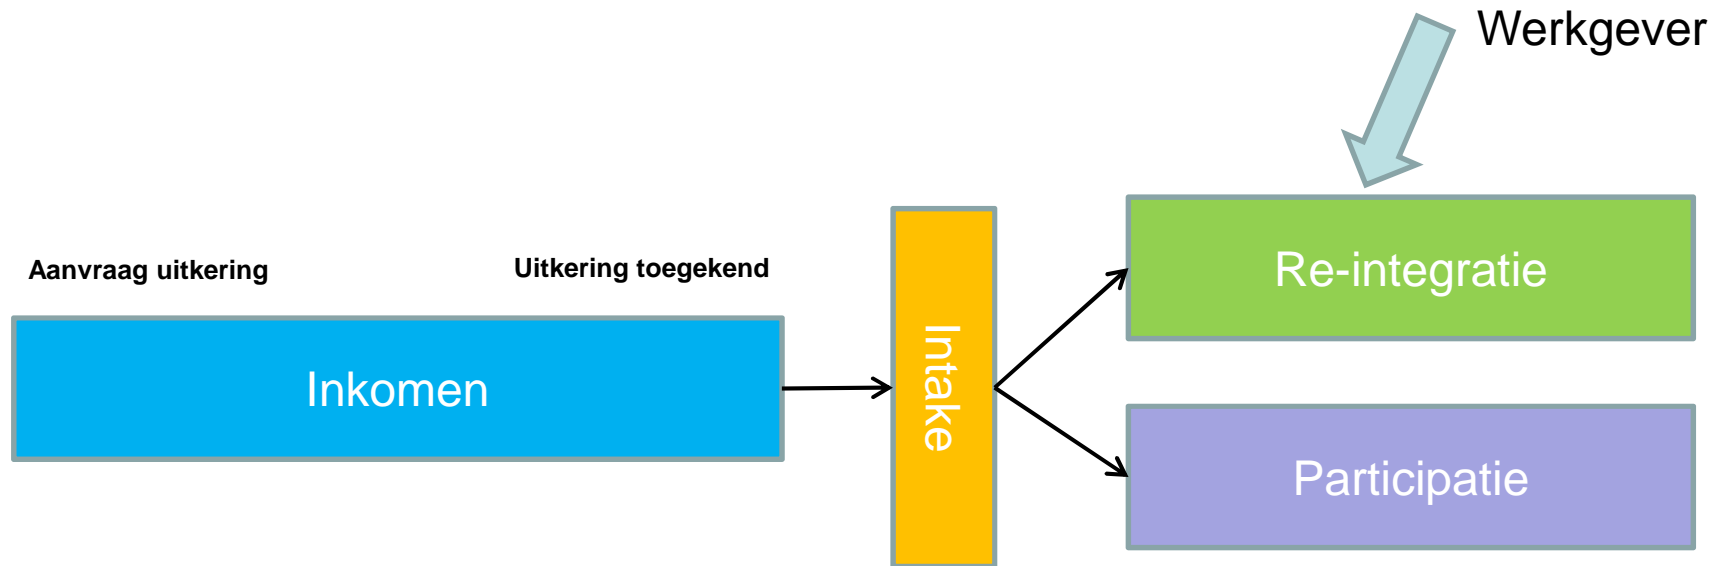 Werkgever
Aanvraag uitkering
Uitkering toegekend
Inkomen
Intake
Re-integratie
Participatie